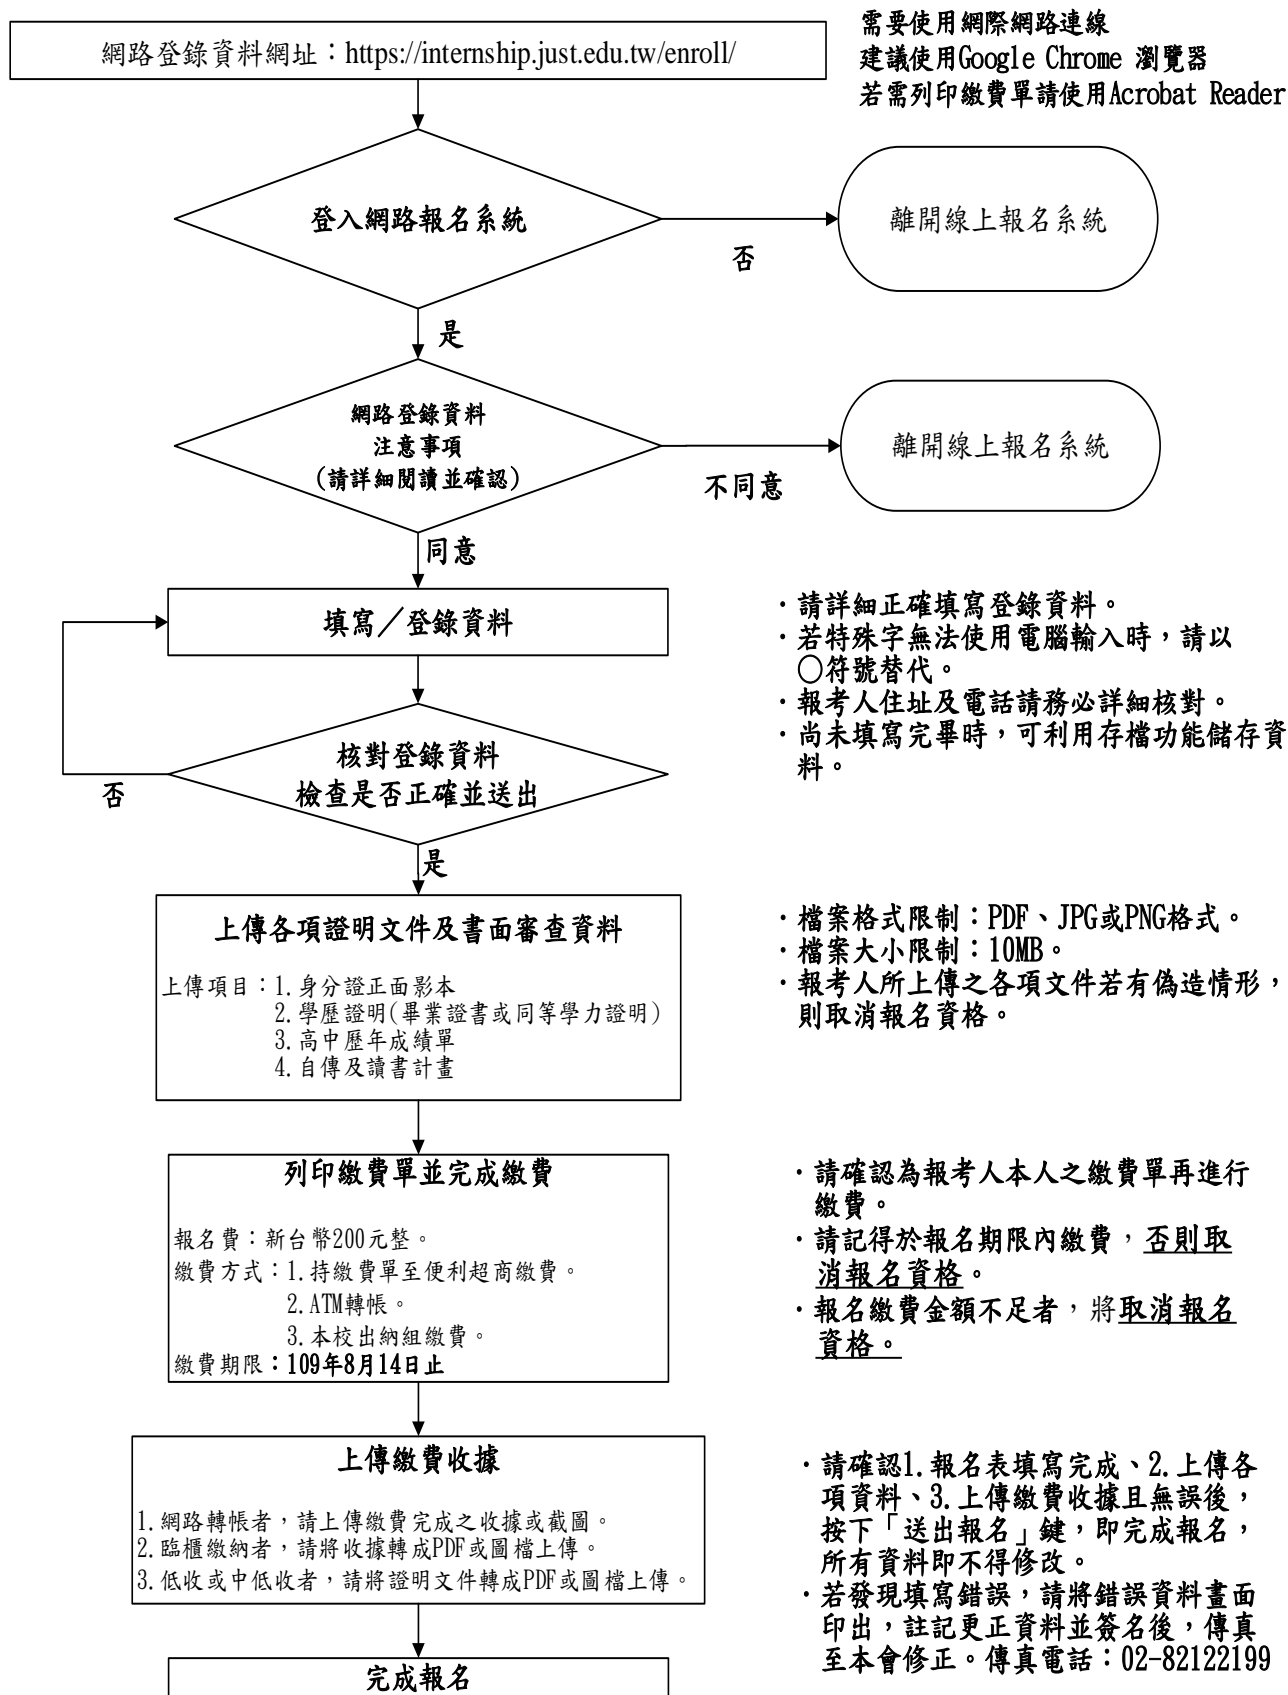 網路登錄資料網址：https://internship.just.edu.tw/enroll/
需要使用網際網路連線
建議使用Google Chrome 瀏覽器
若需列印繳費單請使用Acrobat Reader
登入網路報名系統
否
離開線上報名系統
是
網路登錄資料
注意事項
(請詳細閱讀並確認)
不同意
離開線上報名系統
同意
填寫／登錄資料
·請詳細正確填寫登錄資料。
·若特殊字無法使用電腦輸入時，請以
○符號替代。
·報考人住址及電話請務必詳細核對。
·尚未填寫完畢時，可利用存檔功能儲存資
料。
核對登錄資料
檢查是否正確並送出
否
是
上傳各項證明文件及書面審查資料
上傳項目：1.身分證正面影本
2.學歷證明(畢業證書或同等學力證明)
3.高中歷年成績單
4.自傳及讀書計畫
·檔案格式限制：PDF、JPG或PNG格式。
·檔案大小限制：10MB。
·報考人所上傳之各項文件若有偽造情形，
則取消報名資格。
列印繳費單並完成繳費
報名費：新台幣200元整。
繳費方式：1.持繳費單至便利超商繳費。
2.ATM轉帳。
3.本校出納組繳費。
繳費期限：109年8月14日止
·請確認為報考人本人之繳費單再進行
繳費。
·請記得於報名期限內繳費，否則取
消報名資格。
·報名繳費金額不足者，將取消報名
資格。
上傳繳費收據
1.網路轉帳者，請上傳繳費完成之收據或截圖。
2.臨櫃繳納者，請將收據轉成PDF或圖檔上傳。
3.低收或中低收者，請將證明文件轉成PDF或圖檔上傳。
·請確認1.報名表填寫完成、2.上傳各
項資料、3.上傳繳費收據且無誤後，
按下「送出報名」鍵，即完成報名，
所有資料即不得修改。
·若發現填寫錯誤，請將錯誤資料畫面
印出，註記更正資料並簽名後，傳真
至本會修正。傳真電話：02-82122199
完成報名